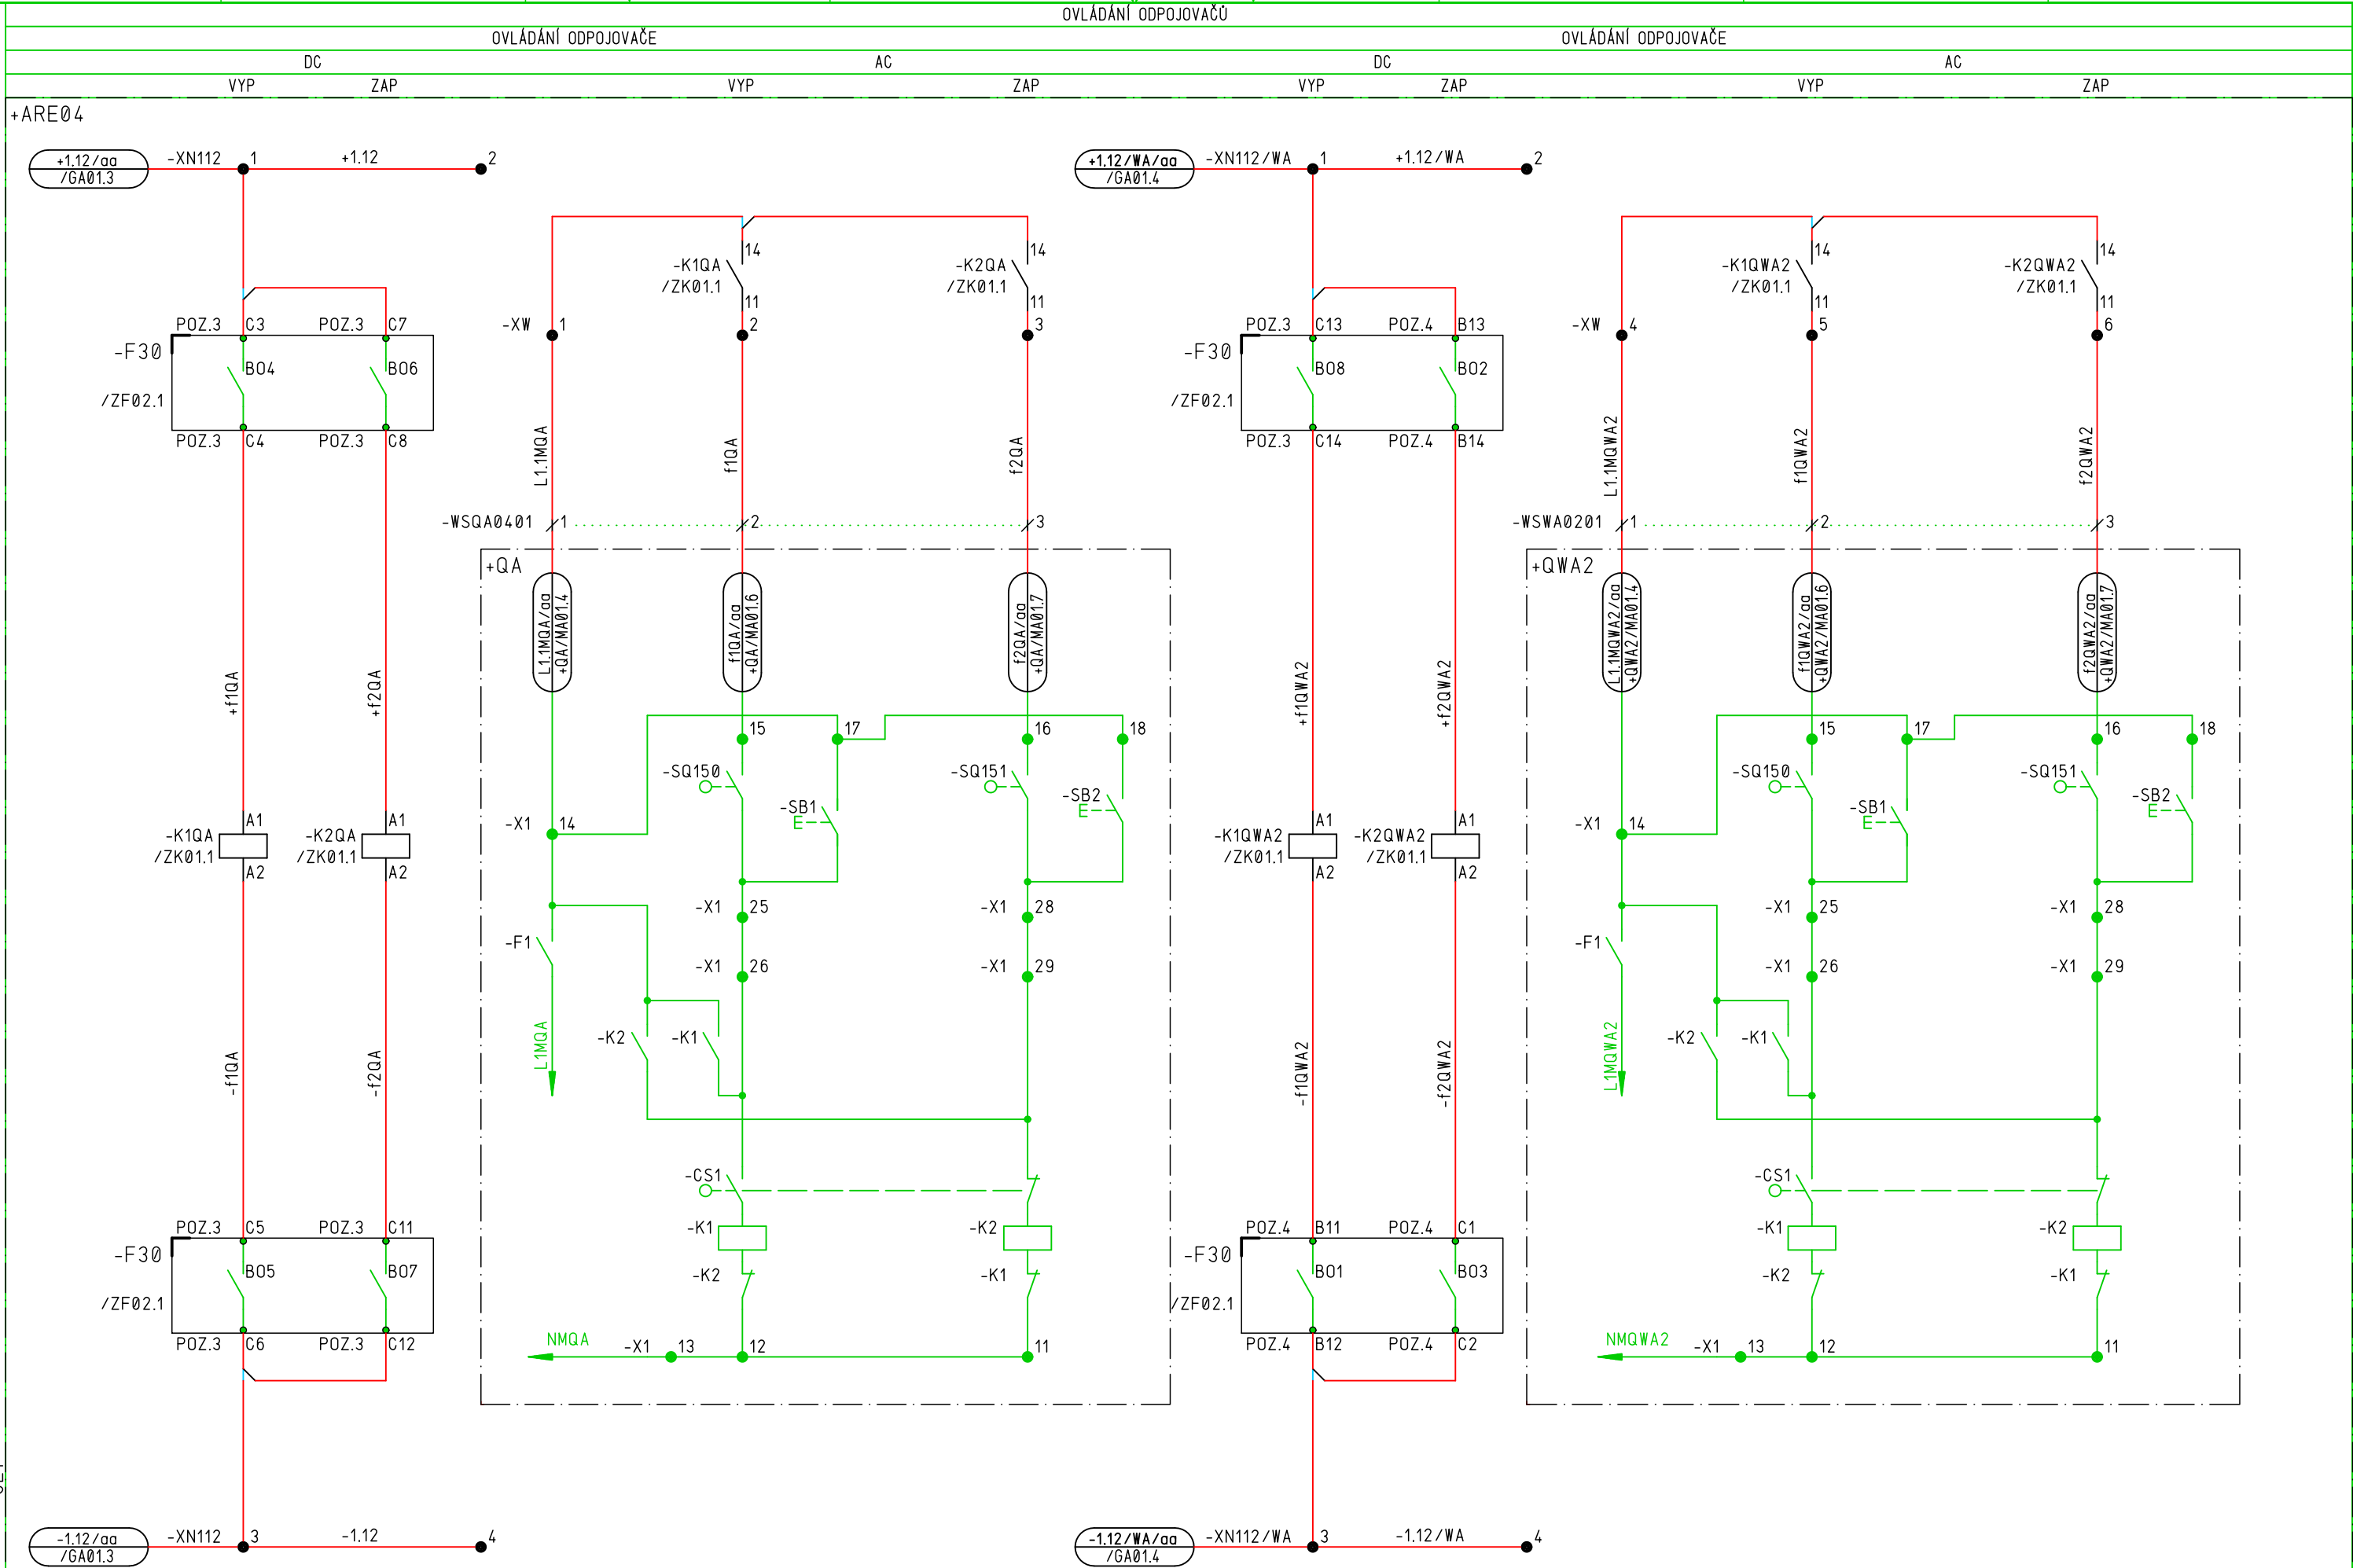 OVLÁDÁNÍ ODPOJOVAČŮ
OVLÁDÁNÍ ODPOJOVAČE OVLÁDÁNÍ ODPOJOVAČE
DC AC DC AC
VYP ZAP VYP ZAP VYP ZAP VYP ZAP
+ARE04
+1.12/aa -XN112 1 +1.12 2 +1.12/WA/aa -XN112/WA 1 +1.12/WA 2
/GA01.3 /GA01.4
14 14 14 14
-K1QA -K2QA -K1QWA2 -K2QWA2
/ZK01.1 /ZK01.1 /ZK01.1 /ZK01.1
11 11 11 11
POZ.3 C3 POZ.3 C7 -XW 1 2 3 POZ.3 C13 POZ.4 B13 -XW 4 5 6
-F30 -F30
BO4 BO6 BO8 BO2
/ZF02.1 /ZF02.1
POZ.3 C4 POZ.3 C8 POZ.3 C14 POZ.4 B14
L1.1MQA f1QA f2QA L1.1MQWA2 f1QWA2 f2QWA2
-WSQA0401 1 2 3 -WSWA0201 1 2 3
+QA +QWA2
L1.1MQA/aa f1QA/aa f2QA/aa L1.1MQWA2/aa f1QWA2/aa f2QWA2/aa
+QA/MA01.4 +QA/MA01.6 +QA/MA01.7 +QWA2/MA01.4 +QWA2/MA01.6 +QWA2/MA01.7
+f1QA +f2QA +f1QWA2 +f2QWA2
15 17 16 18 15 17 16 18
-SQ150 -SQ151 -SQ150 -SQ151
-SB1 -SB2 -SB1 -SB2
A1 A1 -X1 14 A1 A1 -X1 14
-K1QA -K2QA -K1QWA2 -K2QWA2
/ZK01.1 /ZK01.1 /ZK01.1 /ZK01.1
A2 A2 A2 A2
-X1 25 -X1 28 -X1 25 -X1 28
-F1 -F1
-X1 26 -X1 29 -X1 26 -X1 29
-K2 -K1 -K2 -K1
L1MQA L1MQWA2
-f1QA -f2QA -f1QWA2 -f2QWA2
-CS1 -CS1
POZ.3 C5 POZ.3 C11 -K1 -K2 POZ.4 B11 POZ.4 C1 -K1 -K2
-F30 -F30
BO5 BO7 -K2 -K1 BO1 BO3 -K2 -K1
/ZF02.1 /ZF02.1
POZ.3 C6 POZ.3 C12 NMQA -X1 13 12 11 POZ.4 B12 POZ.4 C2 NMQWA2 -X1 13 12 11
-1.12/aa -XN112 3 -1.12 4 -1.12/WA/aa -XN112/WA 3 -1.12/WA 4
/GA01.3 /GA01.4